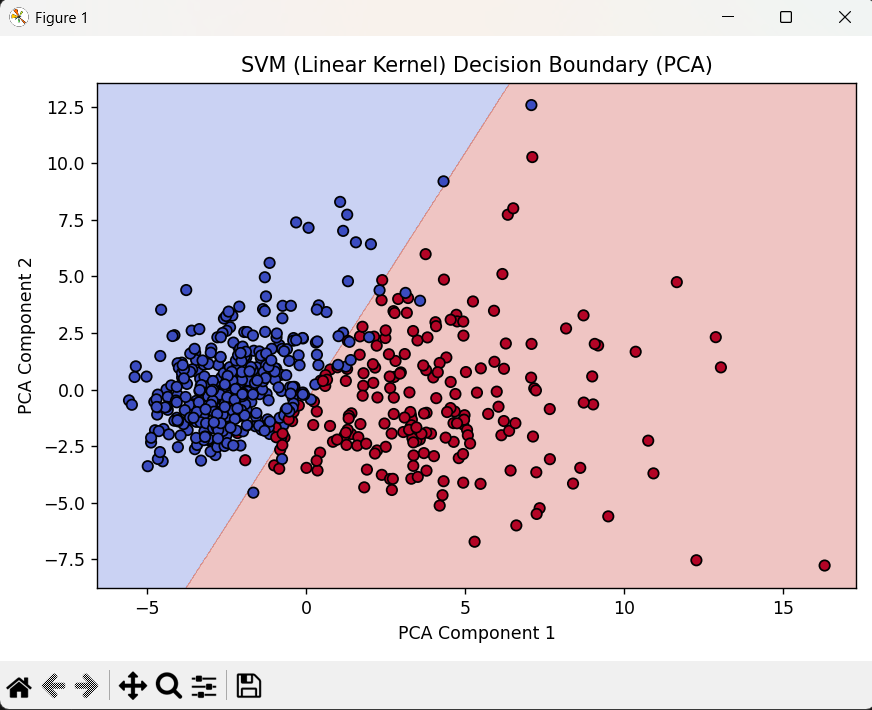 Figure 1
SVM (Linear Kernel) Decision Boundary (PCA)
12.5
10.0
7.5
5.0
2.5
0.0
−2.5
−5.0
−7.5
PCA Component 2
−5 0 5 10 15
PCA Component 1